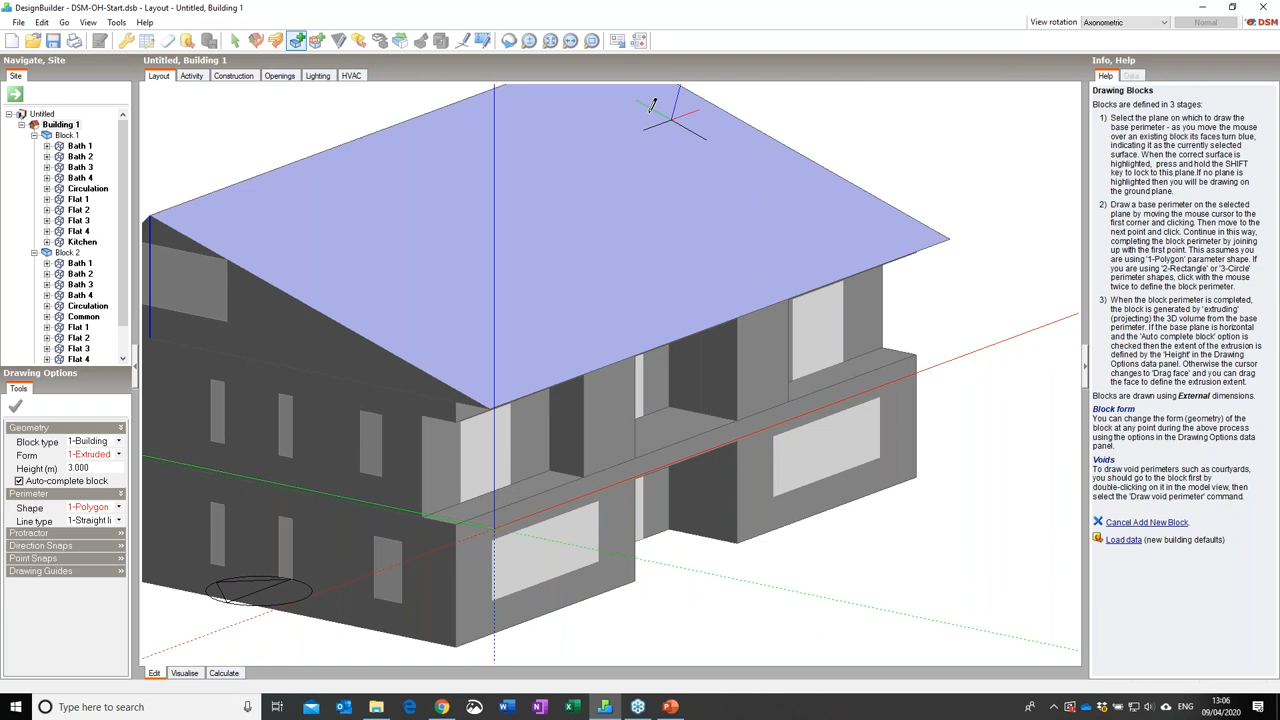 DesignBuilder - DSM-OH-Start.dsb - Layout - Untitled, Building 1
File Edit Go View Tools Help
View rotation Axonometric Normal DSM
Navigate, Site
Site
Untitled
Building 1
Block 1
Bath 1
Bath 2
Bath 3
Bath 4
Circulation
Flat 1
Flat 2
Flat 3
Flat 4
Kitchen
Block 2
Bath 1
Bath 2
Bath 3
Bath 4
Circulation
Common
Flat 1
Flat 2
Flat 3
Flat 4
Drawing Options
Tools
Geometry
Block type 1-Building
Form 1-Extruded
Height (m) 3.000
Auto-complete block
Perimeter
Shape 1-Polygon
Line type 1-Straight li
Protractor
Direction Snaps
Point Snaps
Drawing Guides
Untitled, Building 1
Layout Activity Construction Openings Lighting HVAC
Edit Visualise Calculate
Info, Help
Help Data
Drawing Blocks
Blocks are defined in 3 stages:
1) Select the plane on which to draw the
base perimeter - as you move the mouse
over an existing block its faces turn blue,
indicating it as the currently selected
surface. When the correct surface is
highlighted, press and hold the SHIFT
key to lock to this plane.If no plane is
highlighted then you will be drawing on
the ground plane.
2) Draw a base perimeter on the selected
plane by moving the mouse cursor to the
first corner and clicking. Then move to the
next point and click. Continue in this way,
completing the block perimeter by joining
up with the first point. This assumes you
are using '1-Polygon' parameter shape. If
you are using '2-Rectangle' or '3-Circle'
perimeter shapes, click with the mouse
twice to define the block perimeter.
3) When the block perimeter is completed,
the block is generated by 'extruding'
(projecting) the 3D volume from the base
perimeter. If the base plane is horizontal
and the 'Auto complete block' option is
checked then the extent of the extrusion is
defined by the 'Height' in the Drawing
Options data panel. Otherwise the cursor
changes to 'Drag face' and you can drag
the face to define the extrusion extent.
Blocks are drawn using External dimensions.
Block form
You can change the form (geometry) of the
block at any point during the above process
using the options in the Drawing Options data
panel.
Voids
To draw void perimeters such as courtyards,
you should go to the block first by
double-clicking on it in the model view, then
select the 'Draw void perimeter' command.
Cancel Add New Block.
Load data (new building defaults)
Type here to search
ENG
13:06
09/04/2020